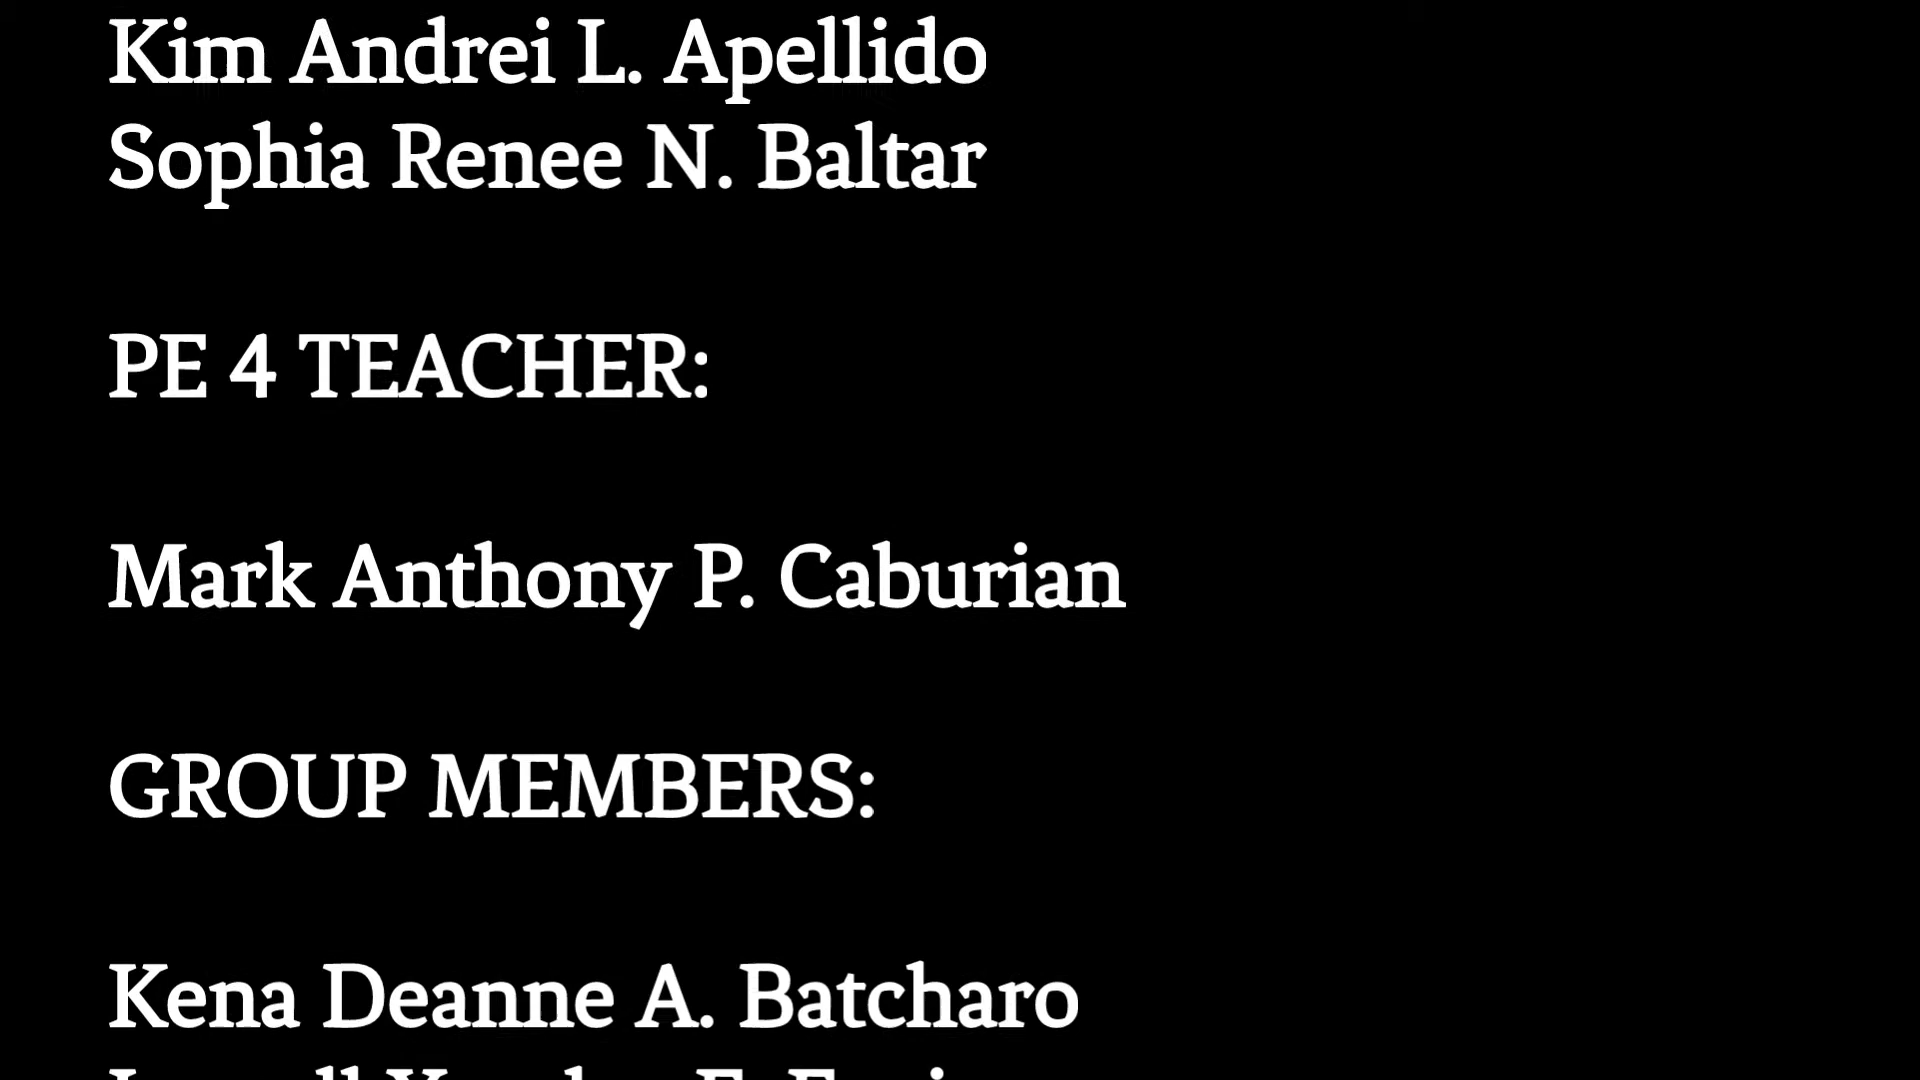 Kim Andrei L. Apellido
Sophia Renee N. Baltar
PE 4 TEACHER:
Mark Anthony P. Caburian
GROUP MEMBERS:
Kena Deanne A. Batcharo